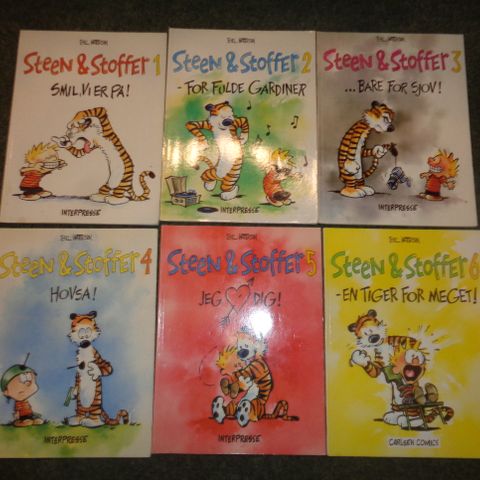 BILL WATTERSON
STEEN & STOFFER 1
SMIL, VI ER PÅ!
INTERPRESSE
BILL WATTERSON
STEEN & STOFFER 2
- FOR FULDE GARDINER
INTERPRESSE
BILL WATTERSON
STEEN & STOFFER 3
...BARE FOR SJOV!
INTERPRESSE
BILL WATTERSON
STEEN & STOFFER 4
HOVSA!
INTERPRESSE
BILL WATTERSON
STEEN & STOFFER 5
JEG DIG!
INTERPRESSE
BILL WATTERSON
STEEN & STOFFER 6
- EN TIGER FOR MEGET!
CARLSEN COMICS